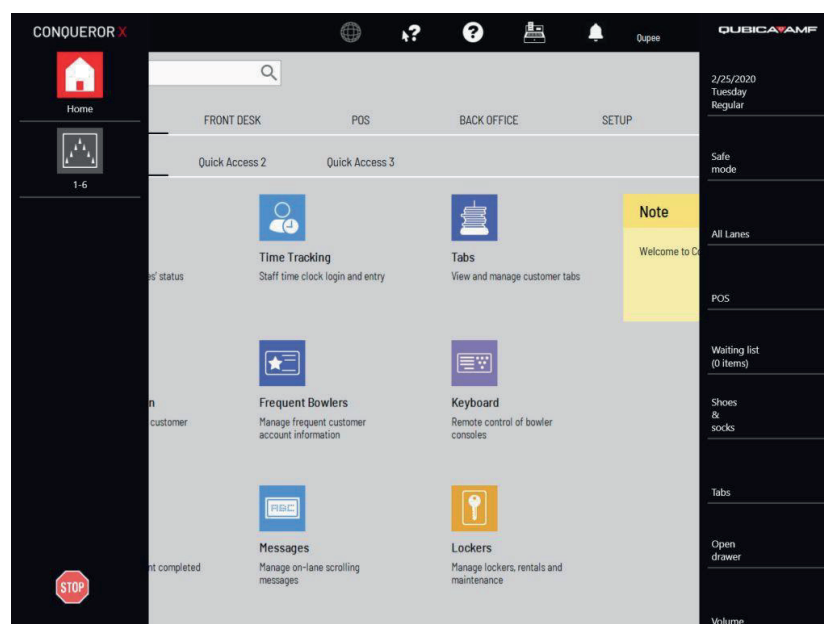 CONQUEROR X
?
?
Qupee
QUBICAAMF
Home
1-6
STOP
FRONT DESK
POS
BACK OFFICE
SETUP
Quick Access 2
Quick Access 3
es' status
Time Tracking
Staff time clock login and entry
Tabs
View and manage customer tabs
Note
Welcome to Co
n
customer
Frequent Bowlers
Manage frequent customer
account information
Keyboard
Remote control of bowler
consoles
nt completed
ABC
Messages
Manage on-lane scrolling
messages
Lockers
Manage lockers, rentals and
maintenance
2/25/2020
Tuesday
Regular
Safe
mode
All Lanes
POS
Waiting list
(0 items)
Shoes
&
socks
Tabs
Open
drawer
Volume